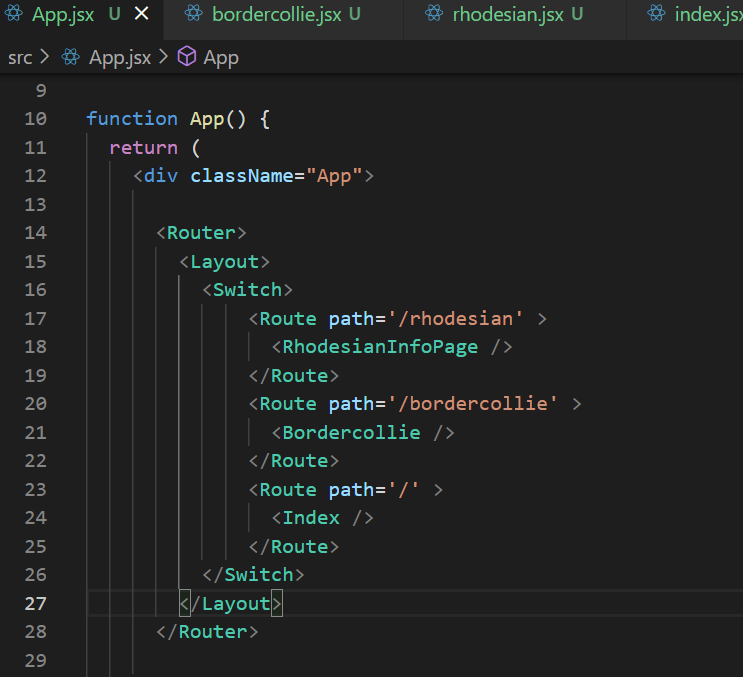 App.jsx U × bordercollie.jsx U rhodesian.jsx U index.jsx
src > App.jsx > App
9
10 function App() {
11 return (
12 <div className="App">
13
14 <Router>
15 <Layout>
16 <Switch>
17 <Route path='/rhodesian' >
18 <RhodesianInfoPage />
19 </Route>
20 <Route path='/bordercollie' >
21 <Bordercollie />
22 </Route>
23 <Route path='/' >
24 <Index />
25 </Route>
26 </Switch>
27 </Layout>
28 </Router>
29